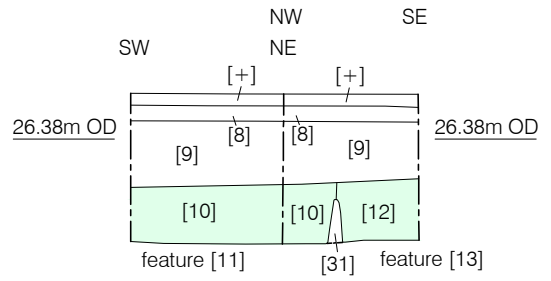 NW SE
SW NE
[+] [+]
26.38m OD [8] [8] 26.38m OD
[9] [9]
[10] [10] [12]
feature [11] [31] feature [13]